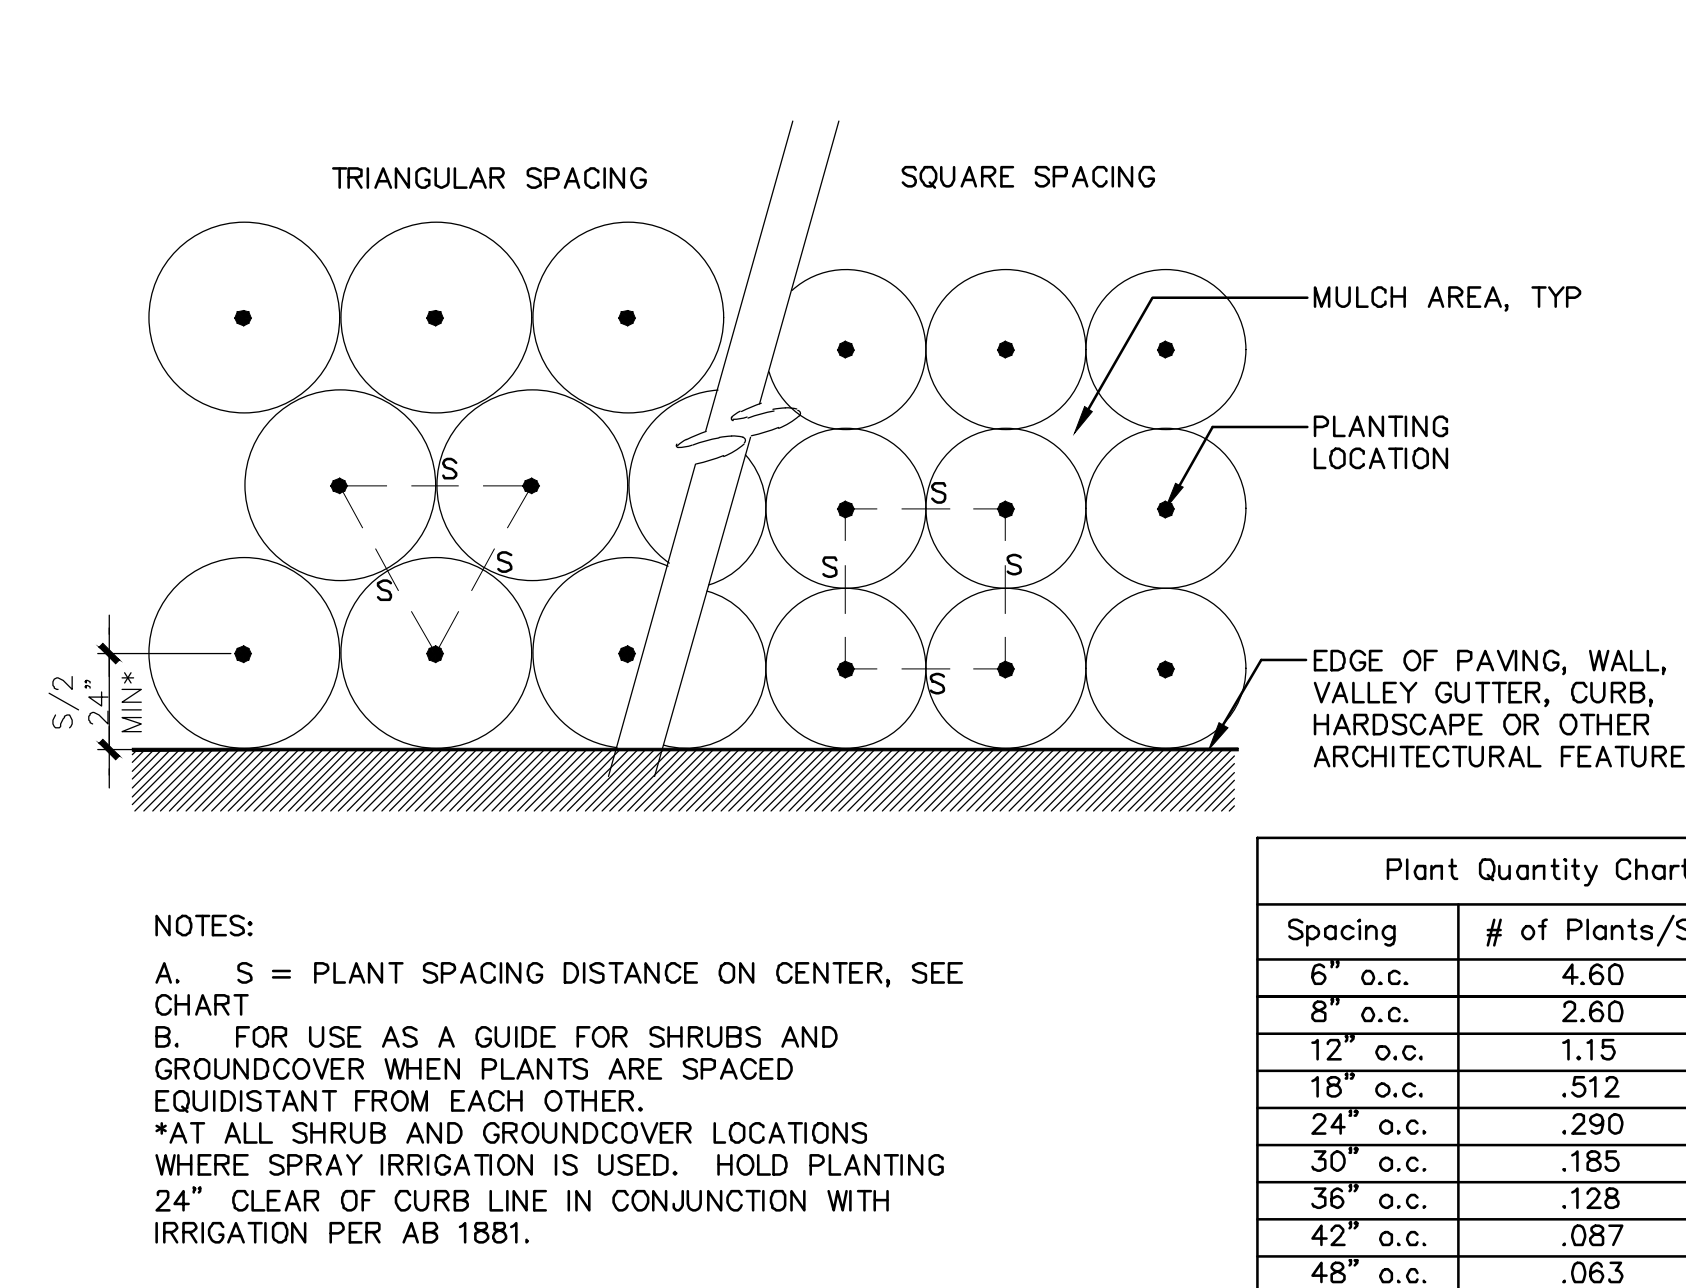 TRIANGULAR SPACING
SQUARE SPACING
MULCH AREA, TYP
PLANTING
LOCATION
S
S
S
S
S
S
S
S/2
24"
MIN*
EDGE OF PAVING, WALL,
VALLEY GUTTER, CURB,
HARDSCAPE OR OTHER
ARCHITECTURAL FEATURE
NOTES:
A. S = PLANT SPACING DISTANCE ON CENTER, SEE
CHART
B. FOR USE AS A GUIDE FOR SHRUBS AND
GROUNDCOVER WHEN PLANTS ARE SPACED
EQUIDISTANT FROM EACH OTHER.
*AT ALL SHRUB AND GROUNDCOVER LOCATIONS
WHERE SPRAY IRRIGATION IS USED. HOLD PLANTING
24" CLEAR OF CURB LINE IN CONJUNCTION WITH
IRRIGATION PER AB 1881.
Plant Quantity Chart
Spacing # of Plants/S
6" o.c. 4.60
8" o.c. 2.60
12" o.c. 1.15
18" o.c. .512
24" o.c. .290
30" o.c. .185
36" o.c. .128
42" o.c. .087
48" o.c. .063